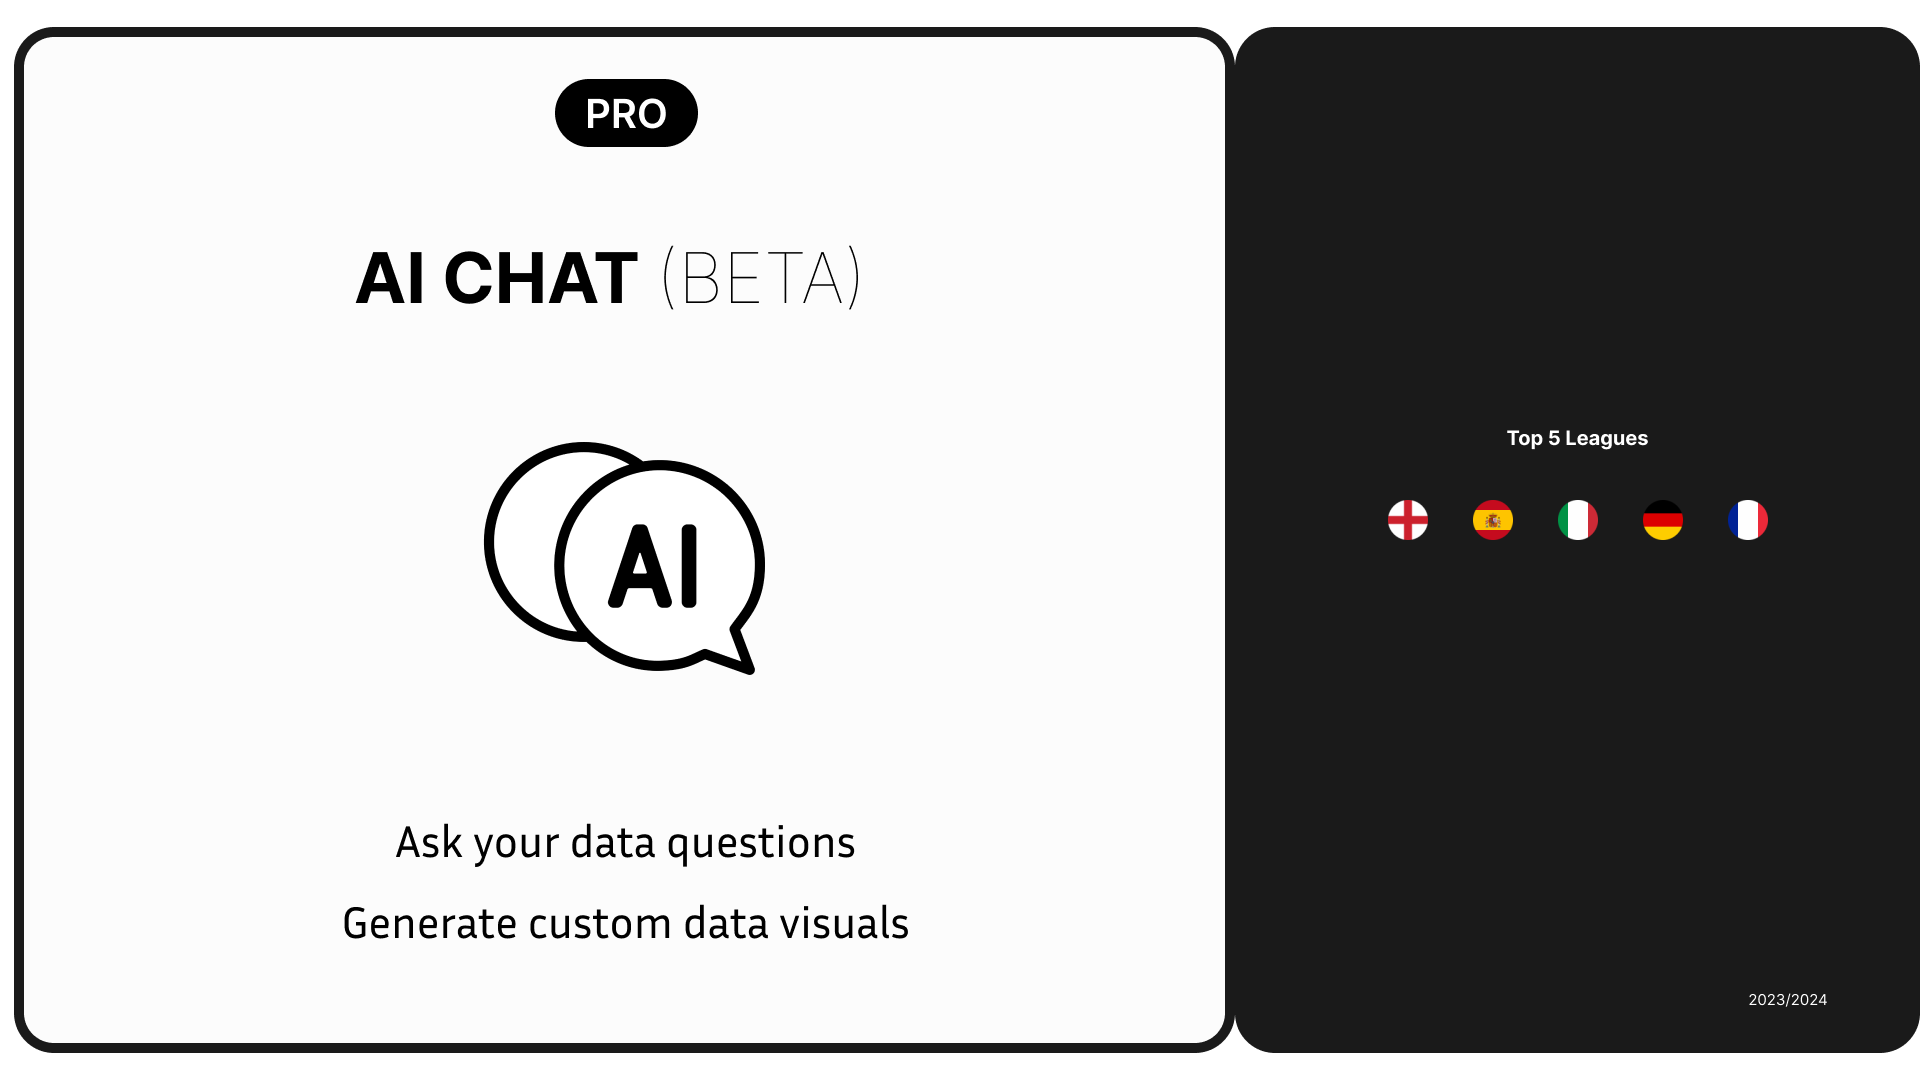 PRO
AI CHAT (BETA)
AI
Ask your data questions
Generate custom data visuals
Top 5 Leagues
2023/2024